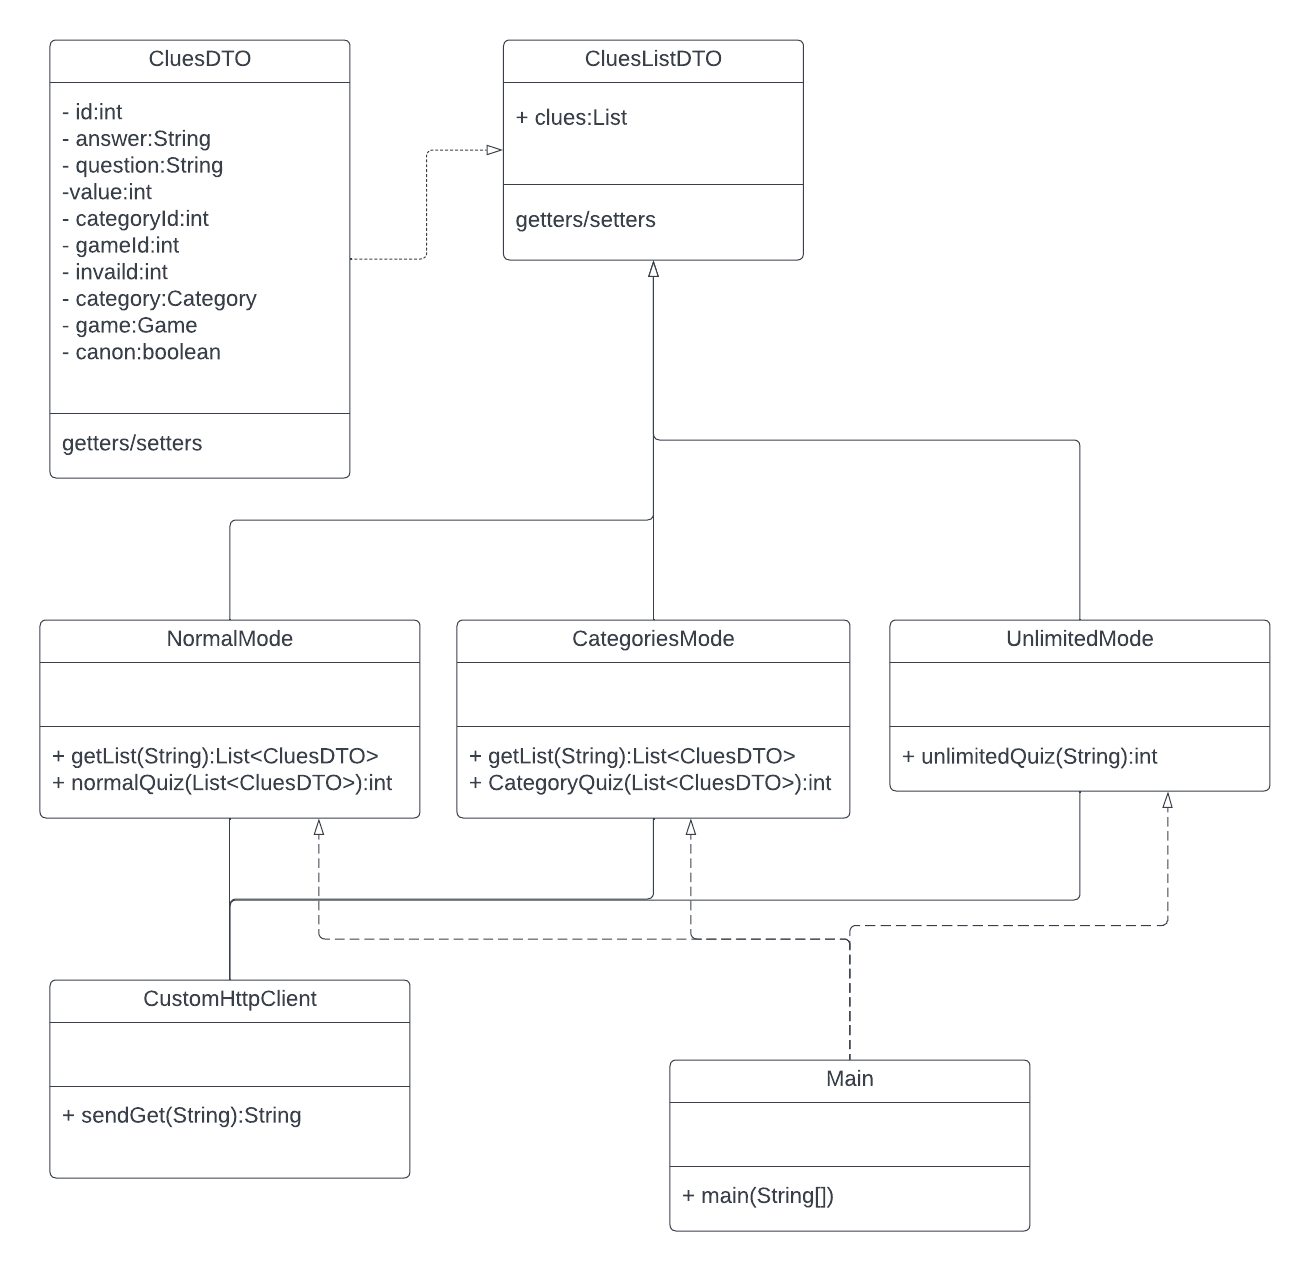 CluesDTO
- id:int
- answer:String
- question:String
-value:int
- categoryId:int
- gameId:int
- invaild:int
- category:Category
- game:Game
- canon:boolean
getters/setters
CluesListDTO
+ clues:List
getters/setters
NormalMode
+ getList(String):List<CluesDTO>
+ normalQuiz(List<CluesDTO>):int
CategoriesMode
+ getList(String):List<CluesDTO>
+ CategoryQuiz(List<CluesDTO>):int
UnlimitedMode
+ unlimitedQuiz(String):int
CustomHttpClient
+ sendGet(String):String
Main
+ main(String[])